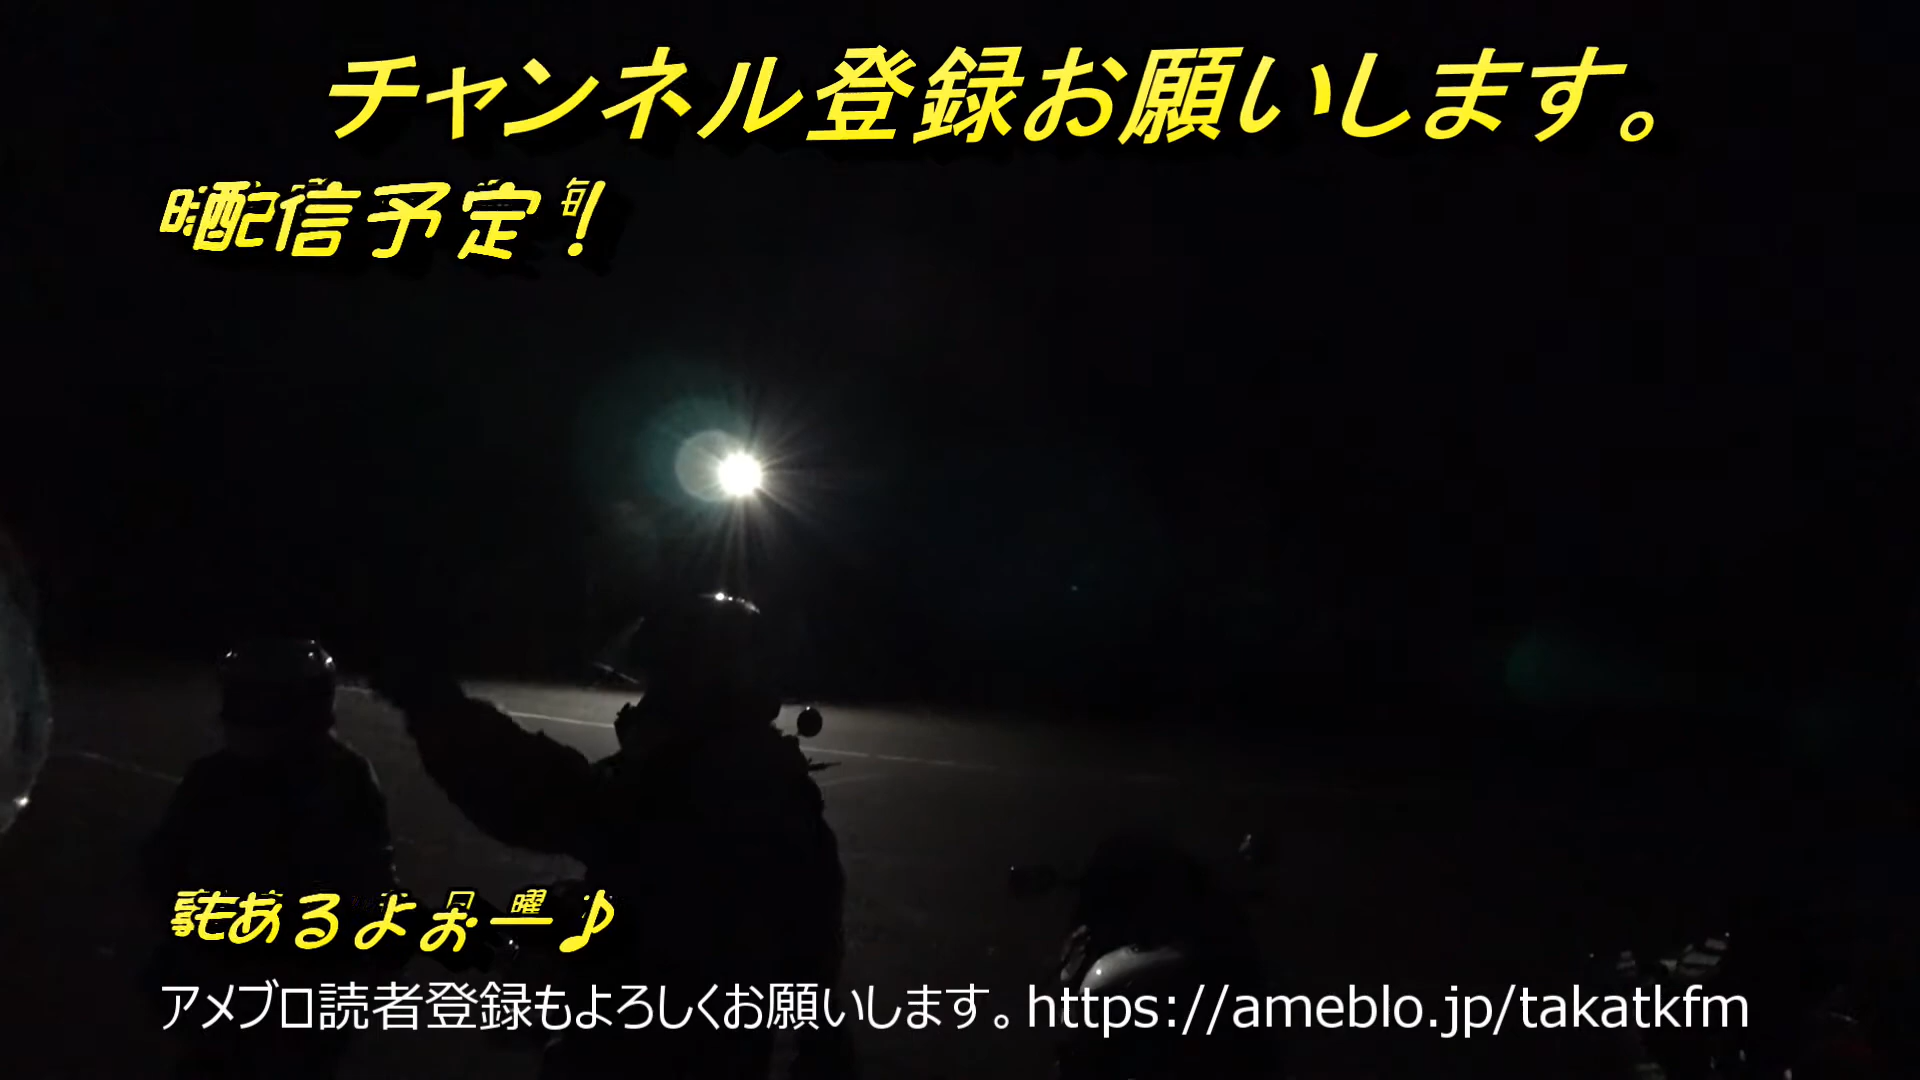 チャンネル登録お願いします。
配信予定！
あるよぉー♪
アメブロ読者登録もよろしくお願いします。https://ameblo.jp/takatkfm